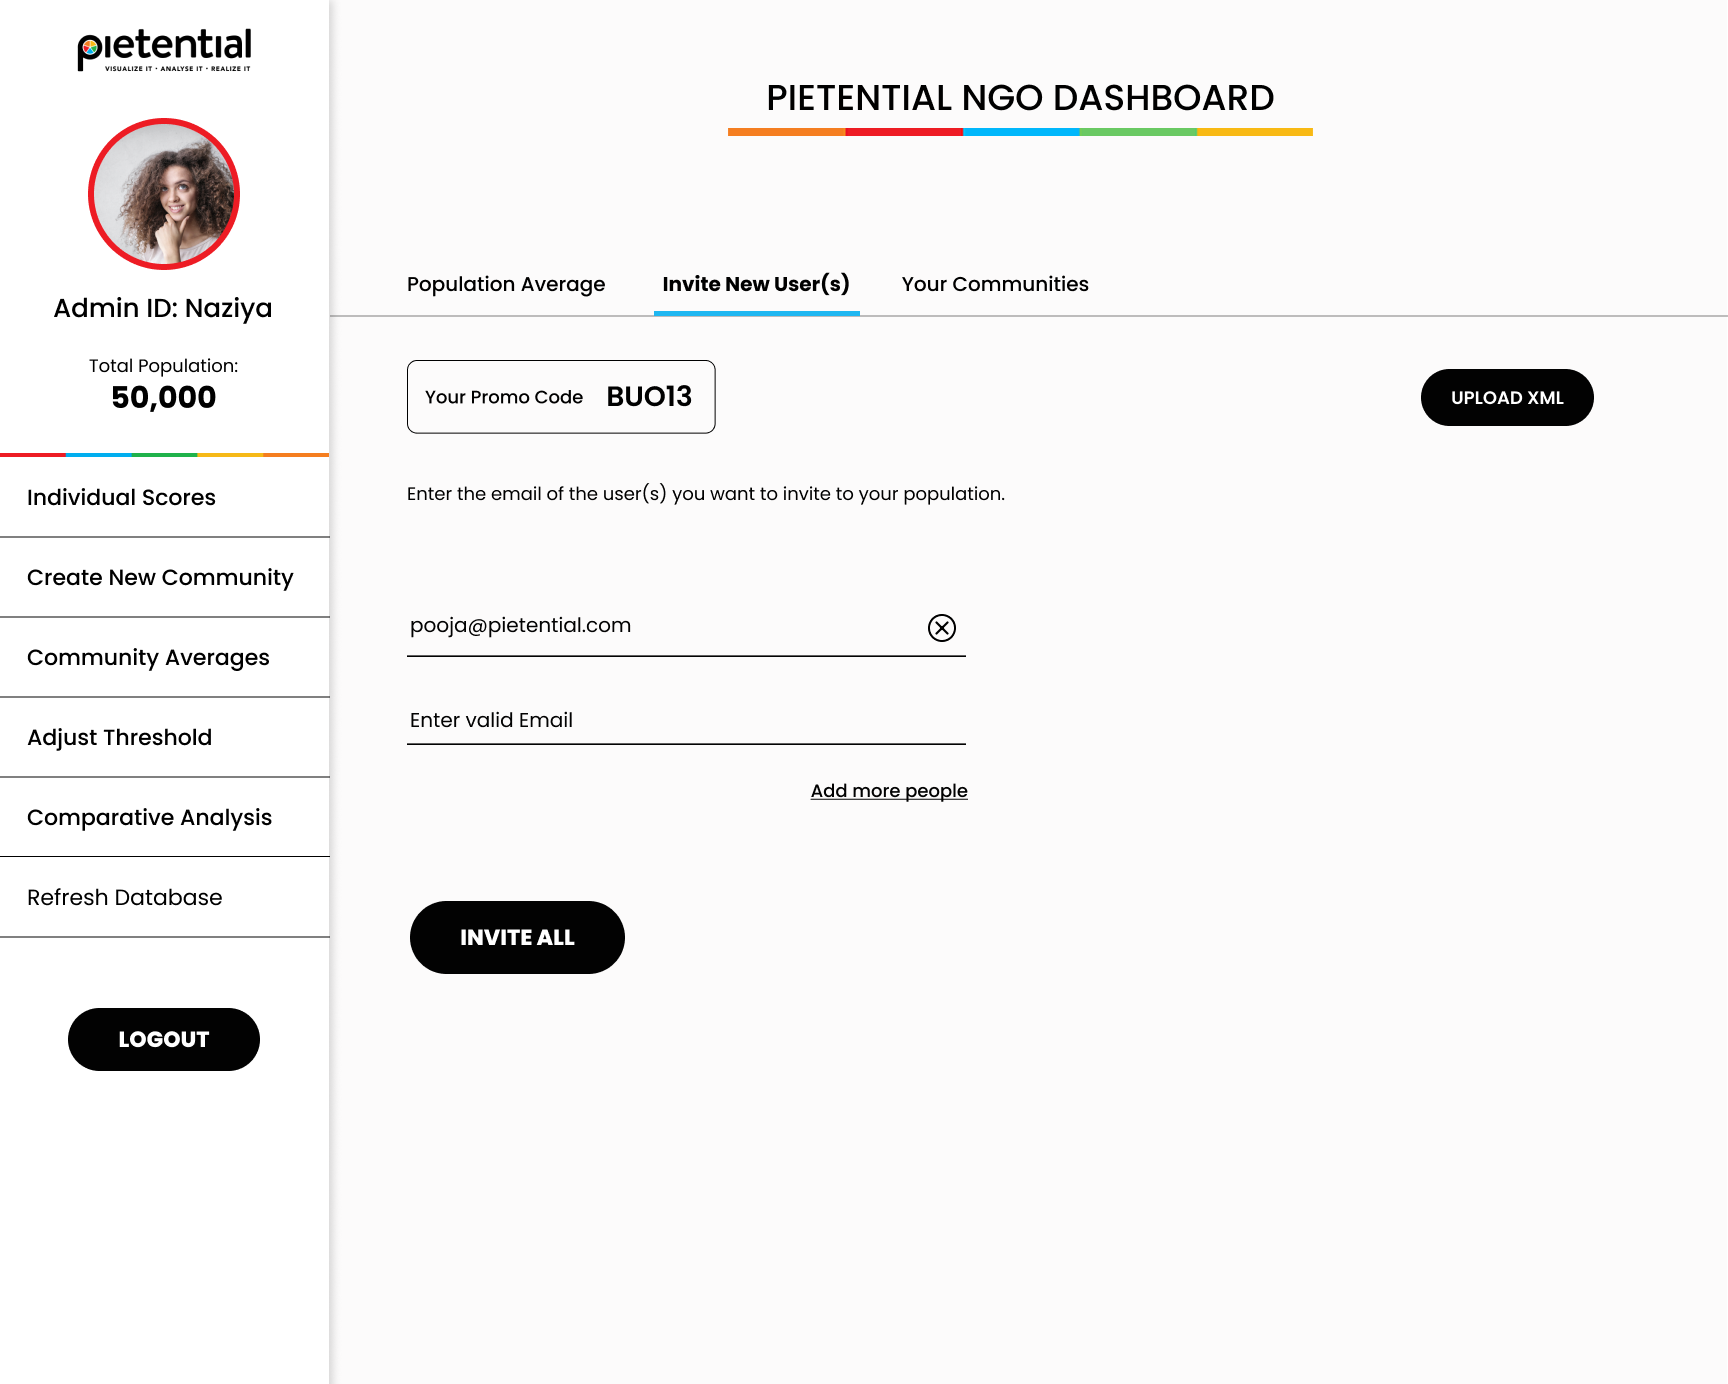 pietential
VISUALIZE IT • ANALYSE IT • REALIZE IT
Admin ID: Naziya
Total Population:
50,000
Individual Scores
Create New Community
Community Averages
Adjust Threshold
Comparative Analysis
Refresh Database
LOGOUT
PIETENTIAL NGO DASHBOARD
Population Average
Invite New User(s)
Your Communities
Your Promo Code BUO13
UPLOAD XML
Enter the email of the user(s) you want to invite to your population.
pooja@pietential.com
Enter valid Email
Add more people
INVITE ALL